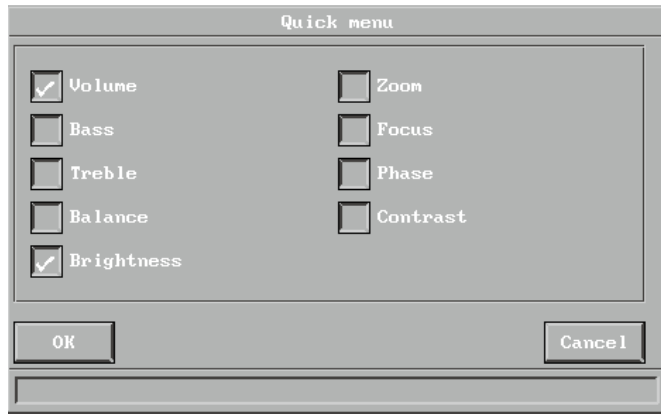 Quick menu
Volume
Bass
Treble
Balance
Brightness
Zoom
Focus
Phase
Contrast
OK
Cancel